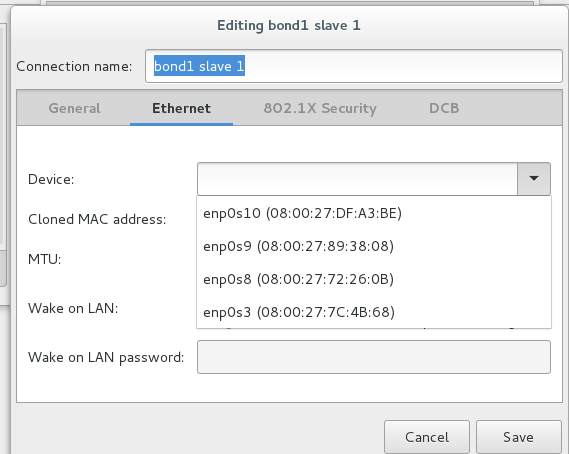 Editing bond1 slave 1
Connection name: bond1 slave 1
General Ethernet 802.1X Security DCB
Device:
enp0s10 (08:00:27:DF:A3:BE)
Cloned MAC address:
enp0s9 (08:00:27:89:38:08)
MTU:
enp0s8 (08:00:27:72:26:0B)
Wake on LAN:
enp0s3 (08:00:27:7C:4B:68)
Wake on LAN password:
Cancel Save